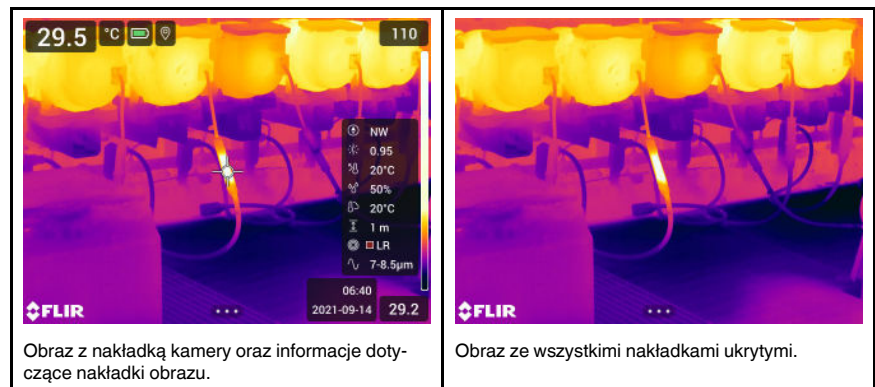 29.5 °C
110
NW
0.95
20°C
50%
20°C
1 m
LR
7-8.5µm
06:40
2021-09-14
29.2
FLIR
Obraz z nakładką kamery oraz informacje doty-
czące nakładki obrazu.
FLIR
Obraz ze wszystkimi nakładkami ukrytymi.